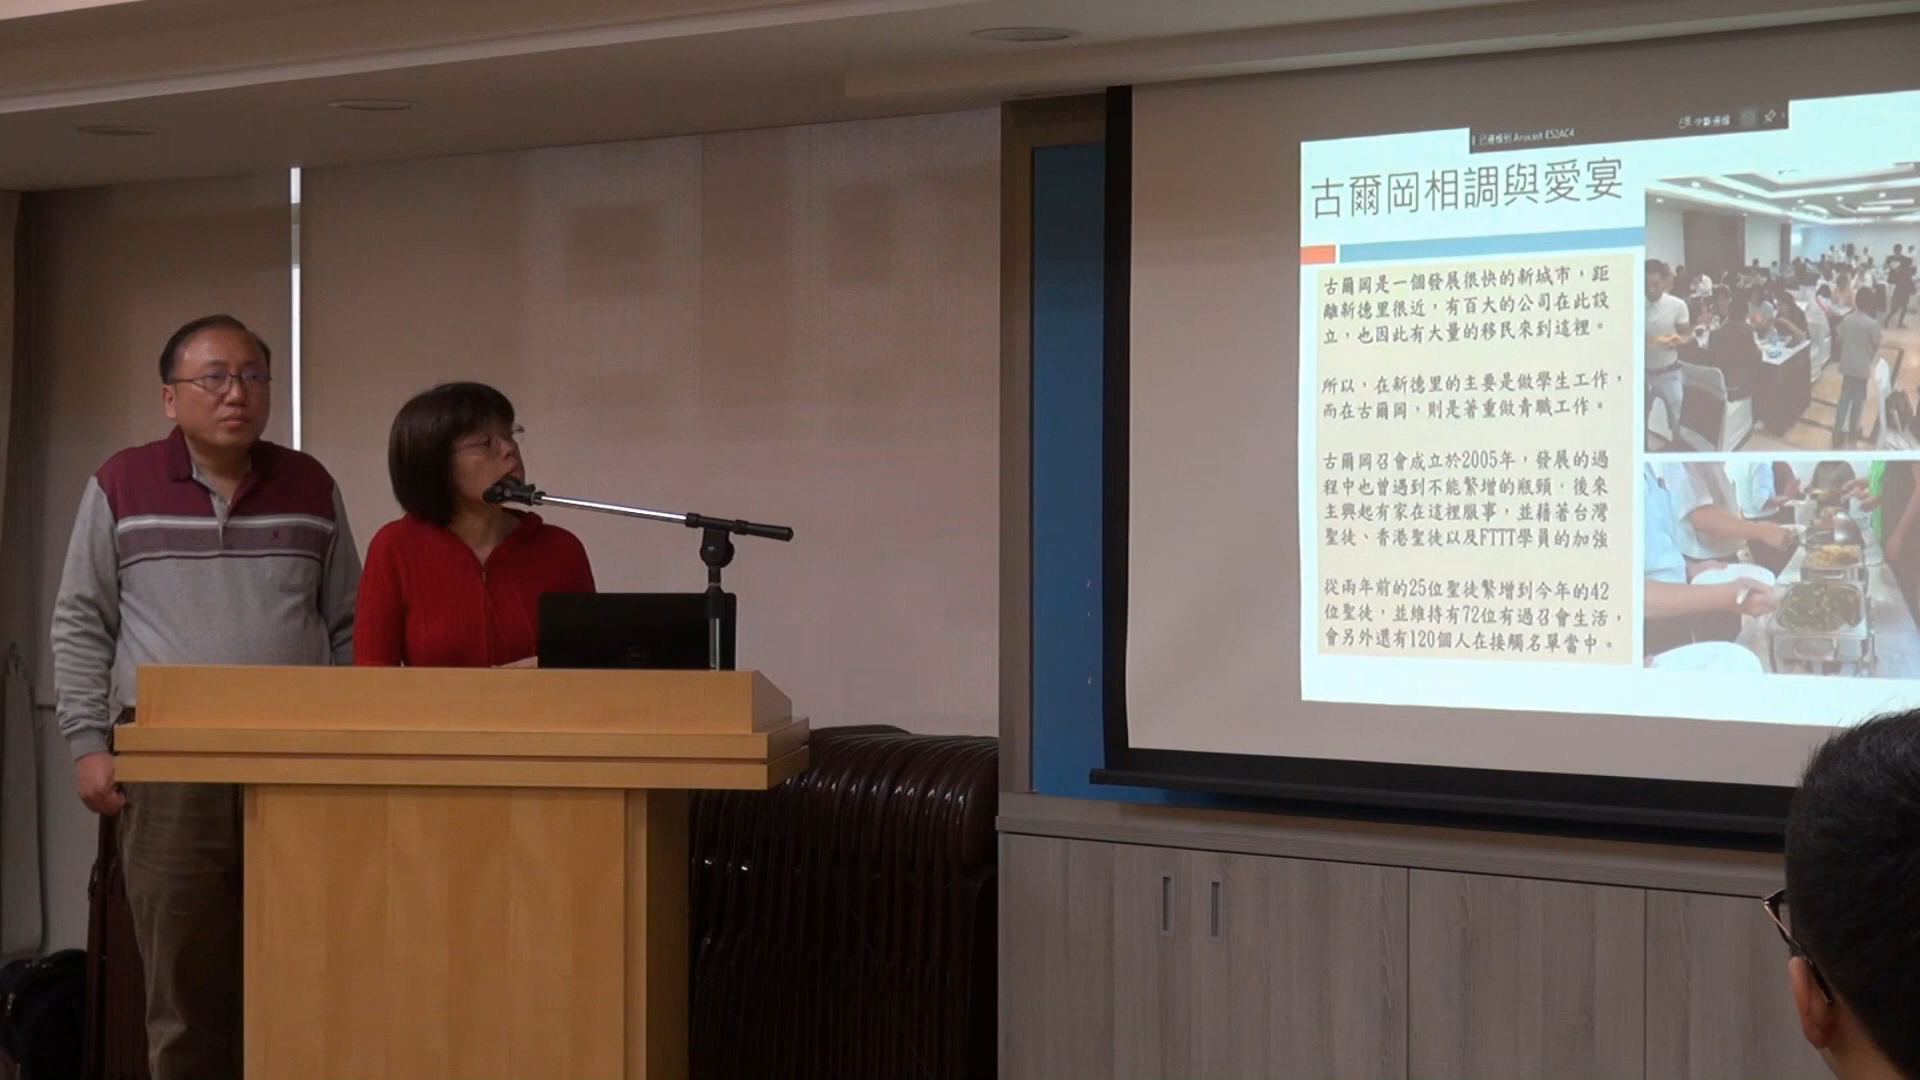 已連線到 Anycast-E52AC4
中斷連線
古爾岡相調與愛宴
古爾岡是一個發展很快的新城市，距
離新德里很近，有百大的公司在此設
立，也因此有大量的移民來到這裡。
所以，在新德里的主要是做學生工作，
而在古爾岡，則是著重做青職工作。
古爾岡召會成立於2005年，發展的過
程中也曾遇到不能繁增的瓶頸，後來
主興起有家在這裡服事，並藉著台灣
聖徒、香港聖徒以及FTTT學員的加強
從兩年前的25位聖徒繁增到今年的42
位聖徒，並維持有72位有過召會生活，
會另外還有120個人在接觸名單當中。